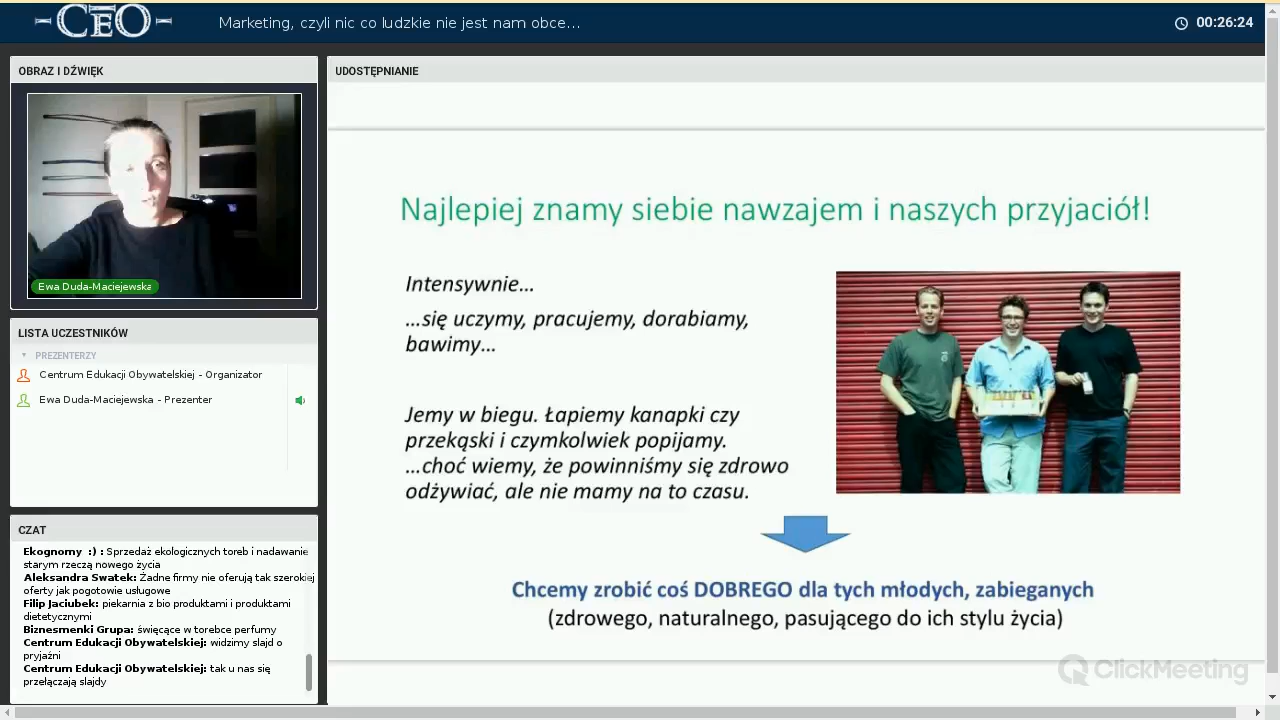 CEO
Marketing, czyli nic co ludzkie nie jest nam obce...
00:26:24
OBRAZ I DŹWIĘK
Ewa Duda-Maciejewska
LISTA UCZESTNIKÓW
PREZENTERZY
Centrum Edukacji Obywatelskiej - Organizator
Ewa Duda-Maciejewska - Prezenter
CZAT
Ekognomy :) : Sprzedaż ekologicznych toreb i nadawanie
starym rzeczą nowego życia
Aleksandra Swatek: Żadne firmy nie oferują tak szerokiej
oferty jak pogotowie usługowe
Filip Jaciubek: piekarnia z bio produktami i produktami
dietetycznymi
Biznesmenki Grupa: święcące w torebce perfumy
Centrum Edukacji Obywatelskiej: widzimy slajd o
pryjaźni
Centrum Edukacji Obywatelskiej: tak u nas się
przełączają slajdy
UDOSTĘPNIANIE
Najlepiej znamy siebie nawzajem i naszych przyjaciół!
Intensywnie...
...się uczymy, pracujemy, dorabiamy,
bawimy...
Jemy w biegu. Łapiemy kanapki czy
przekąski i czymkolwiek popijamy.
...choć wiemy, że powinniśmy się zdrowo
odżywiać, ale nie mamy na to czasu.
Chcemy zrobić coś DOBREGO dla tych młodych, zabieganych
(zdrowego, naturalnego, pasującego do ich stylu życia)
ClickMeeting